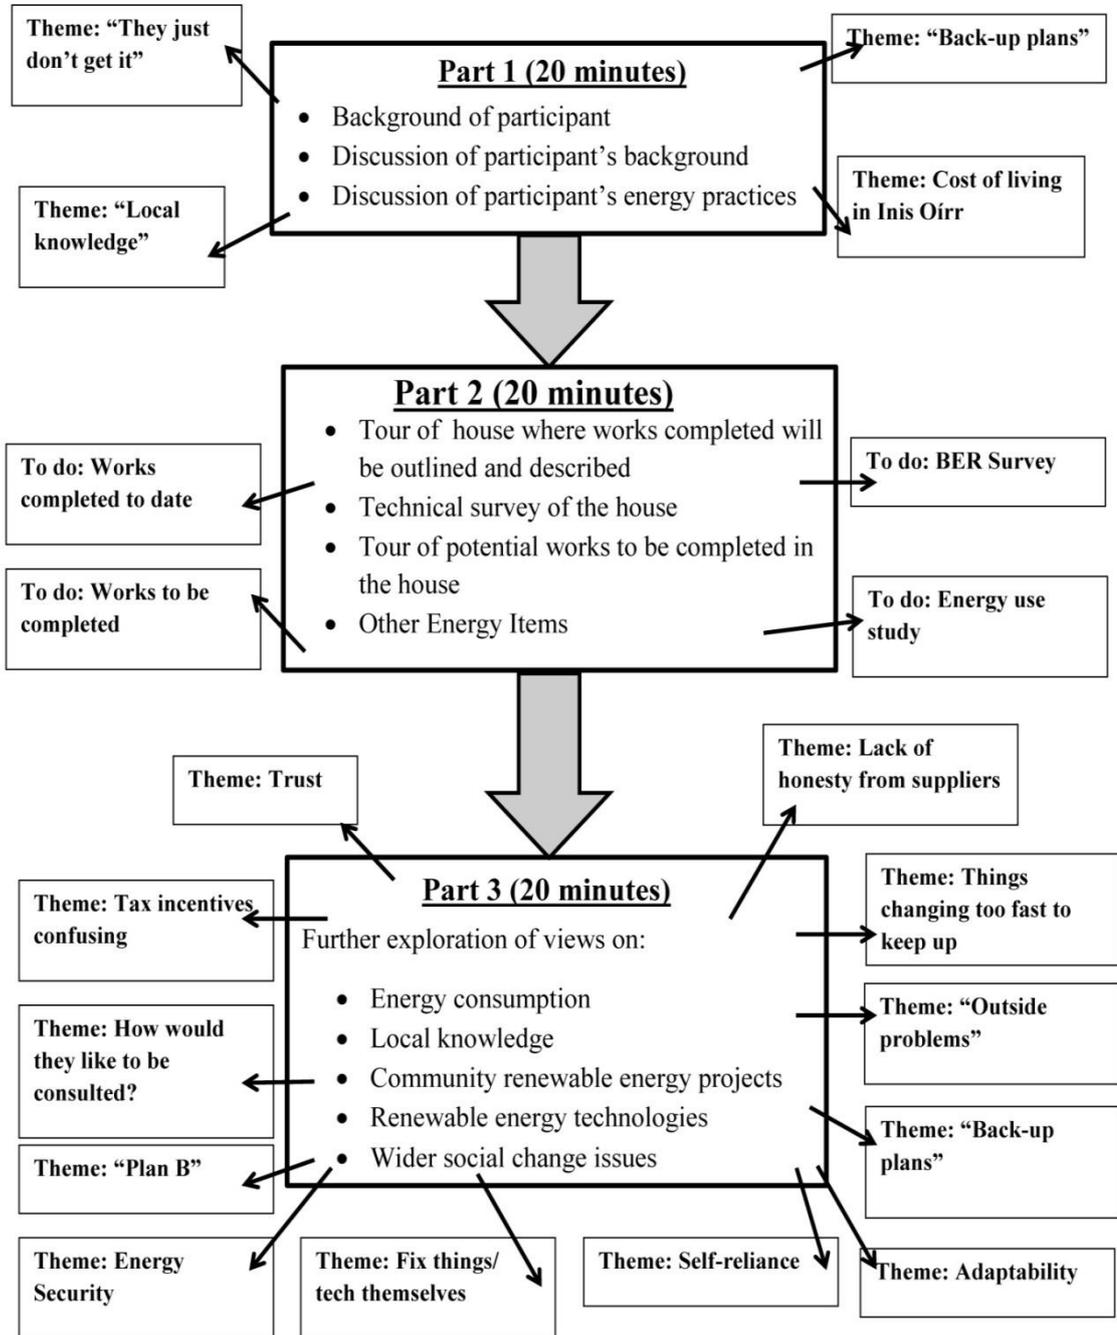 Theme: “They just
don’t get it”
Theme: “Back-up plans”
Part 1 (20 minutes)
• Background of participant
• Discussion of participant’s background
• Discussion of participant’s energy practices
Theme: “Local
knowledge”
Theme: Cost of living
in Inis Oírr
Part 2 (20 minutes)
• Tour of house where works completed will
be outlined and described
• Technical survey of the house
• Tour of potential works to be completed in
the house
• Other Energy Items
To do: Works
completed to date
To do: BER Survey
To do: Works to be
completed
To do: Energy use
study
Theme: Trust
Theme: Lack of
honesty from suppliers
Part 3 (20 minutes)
Further exploration of views on:
• Energy consumption
• Local knowledge
• Community renewable energy projects
• Renewable energy technologies
• Wider social change issues
Theme: Tax incentives
confusing
Theme: Things
changing too fast to
keep up
Theme: How would
they like to be
consulted?
Theme: “Outside
problems”
Theme: “Plan B”
Theme: “Back-up
plans”
Theme: Energy
Security
Theme: Fix things/
tech themselves
Theme: Self-reliance
Theme: Adaptability